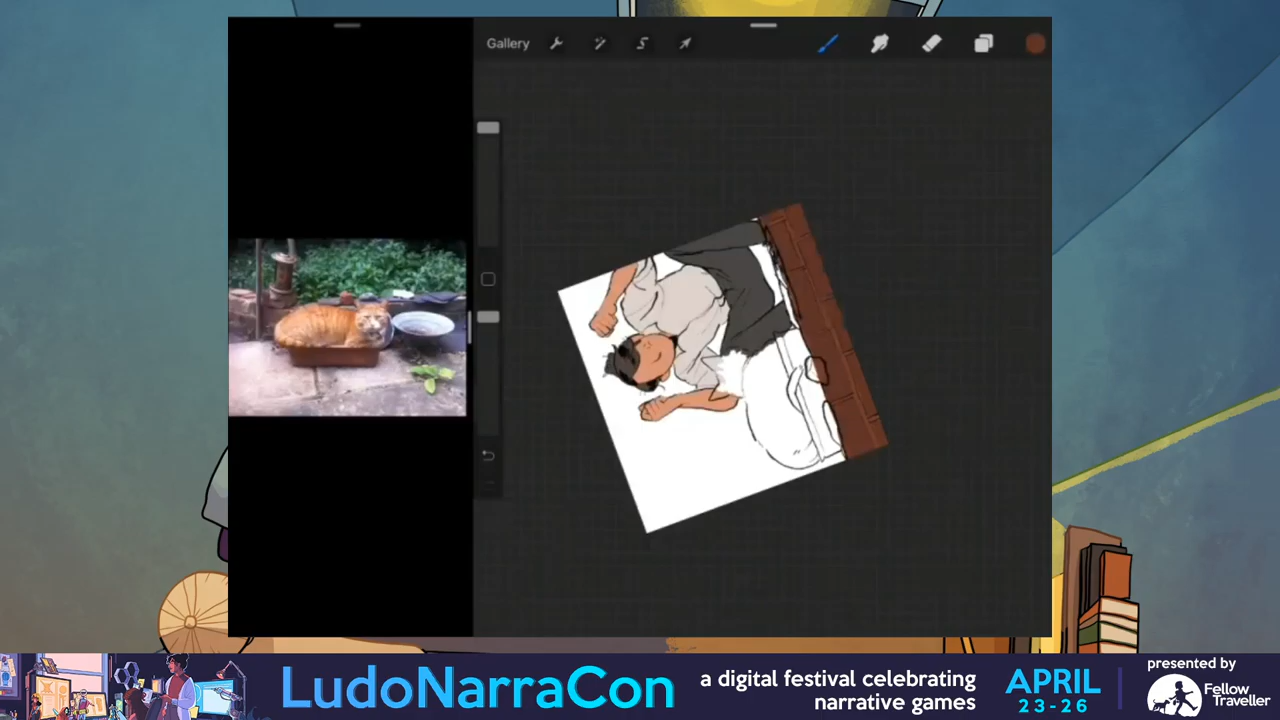 Gallery
LudoNarraCon
a digital festival celebrating
narrative games
APRIL
23-26
presented by
Fellow
Traveller